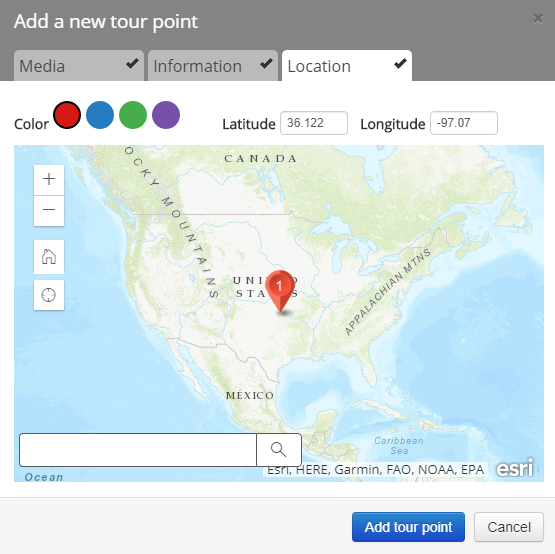 Add a new tour point ×
Media ✔ Information ✔ Location ✔
Color Latitude 36.122 Longitude -97.07
CANADA
ROCKY MOUNTAINS
UNITED
STATES
1
APPALACHIAN MTNS
MÉXICO
Caribbean
Sea
Esri, HERE, Garmin, FAO, NOAA, EPA esri
Ocean
Add tour point Cancel